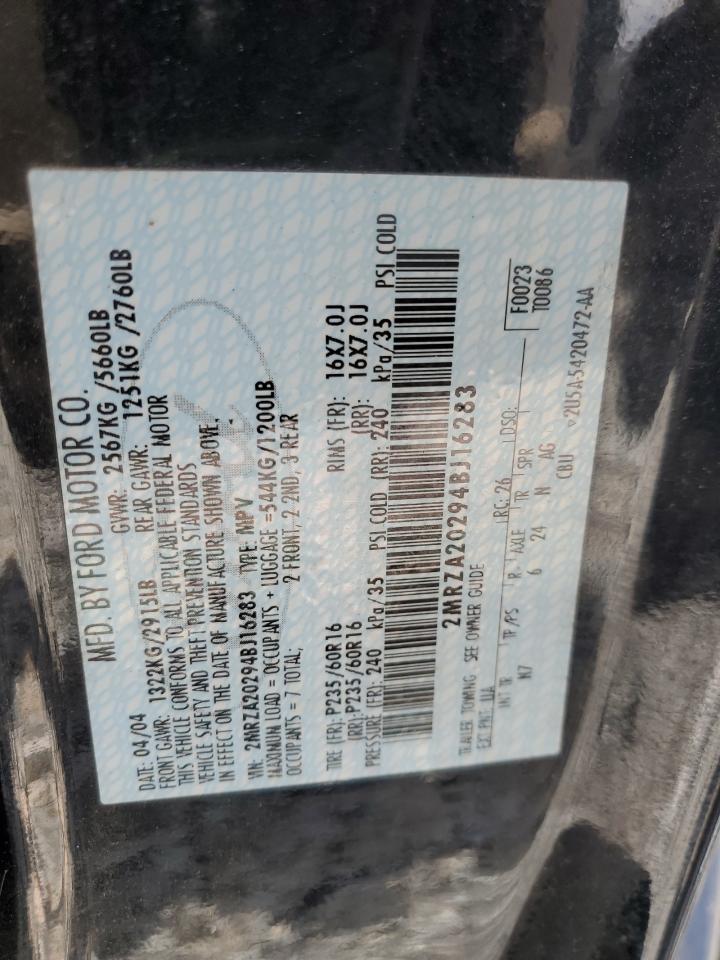 MFD. BY FORD MOTOR CO.
DATE: 04/04 GVWR: 2567KG/5660LB
FRONT GAWR: 1322KG/2915LB REAR GAWR: 1251KG/2760LB
THIS VEHICLE CONFORMS TO ALL APPLICABLE FEDERAL MOTOR
VEHICLE SAFETY AND THEFT PREVENTION STANDARDS
IN EFFECT ON THE DATE OF MANUFACTURE SHOWN ABOVE.
VIN: 2MRZA20294BJ16283 TYPE: MPV
MAXIMUM LOAD = OCCUPANTS + LUGGAGE =544KG/1200LB
OCCUPANTS = 7 TOTAL; 2 FRONT, 2 2ND, 3 REAR
TIRE (FR): P235/60R16 RIMS (FR): 16X7.0J
(RR): P235/60R16 (RR): 16X7.0J
PRESSURE (FR): 240 kPa/35 PSI COLD (RR): 240 kPa/35 PSI COLD
2MRZA20294BJ16283
TRAILER TOWING SEE OWNER GUIDE
EXT PNT: UA RC: 26 DSO: F0023
T0086
INT TR TP/PS R AXLE TR SPR
N7 6 24 N AG
CBU v2U5A-5420472-AA